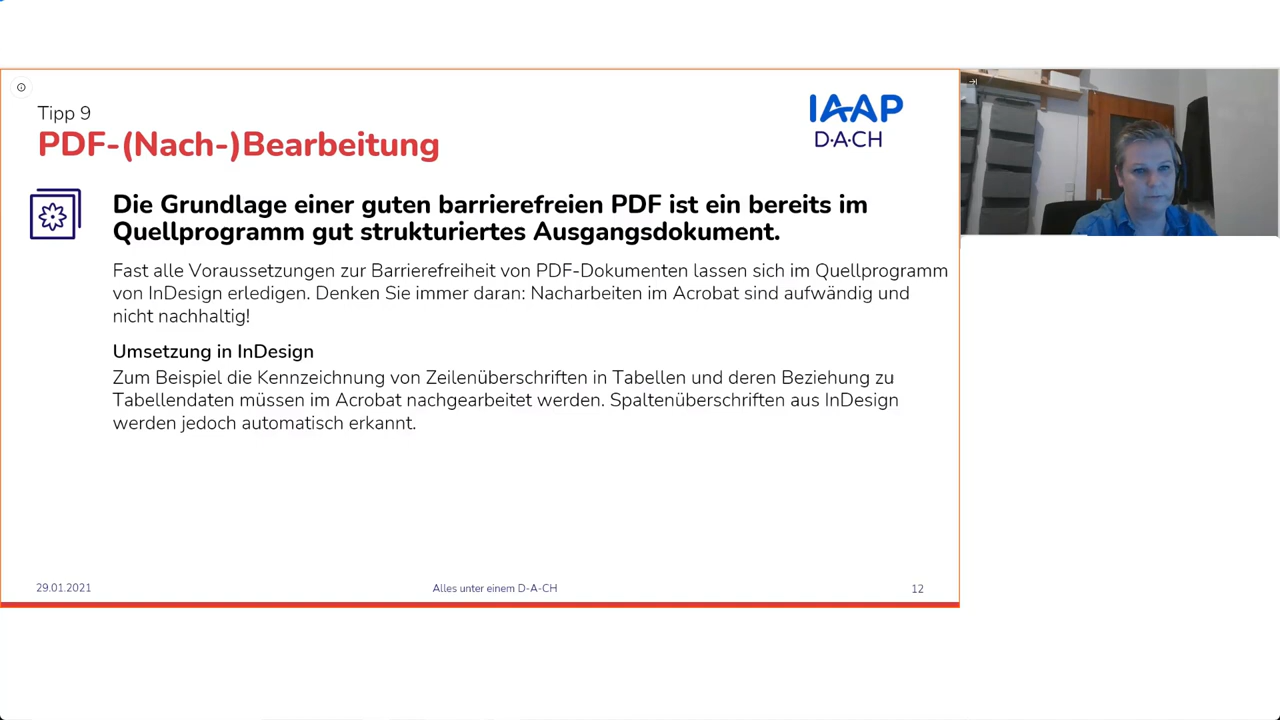 Tipp 9
PDF-(Nach-)Bearbeitung
IAAP
D·A·CH
Die Grundlage einer guten barrierefreien PDF ist ein bereits im
Quellprogramm gut strukturiertes Ausgangsdokument.
Fast alle Voraussetzungen zur Barrierefreiheit von PDF-Dokumenten lassen sich im Quellprogramm
von InDesign erledigen. Denken Sie immer daran: Nacharbeiten im Acrobat sind aufwändig und
nicht nachhaltig!
Umsetzung in InDesign
Zum Beispiel die Kennzeichnung von Zeilenüberschriften in Tabellen und deren Beziehung zu
Tabellendaten müssen im Acrobat nachgearbeitet werden. Spaltenüberschriften aus InDesign
werden jedoch automatisch erkannt.
29.01.2021
Alles unter einem D-A-CH
12